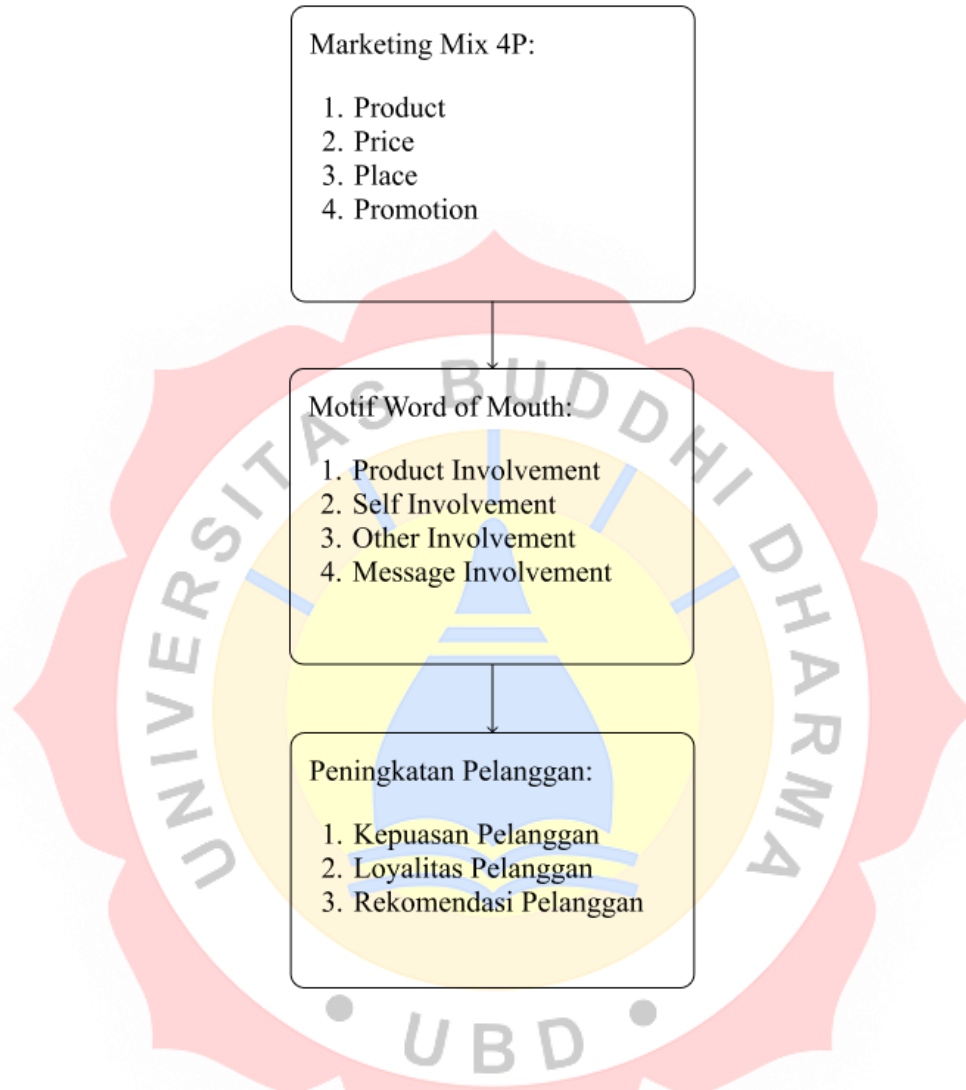 Marketing Mix 4P:
1. Product
2. Price
3. Place
4. Promotion
Motif Word of Mouth:
1. Product Involvement
2. Self Involvement
3. Other Involvement
4. Message Involvement
Peningkatan Pelanggan:
1. Kepuasan Pelanggan
2. Loyalitas Pelanggan
3. Rekomendasi Pelanggan
UNIVERSITAS BUDDHI DHARMA
• UBD •